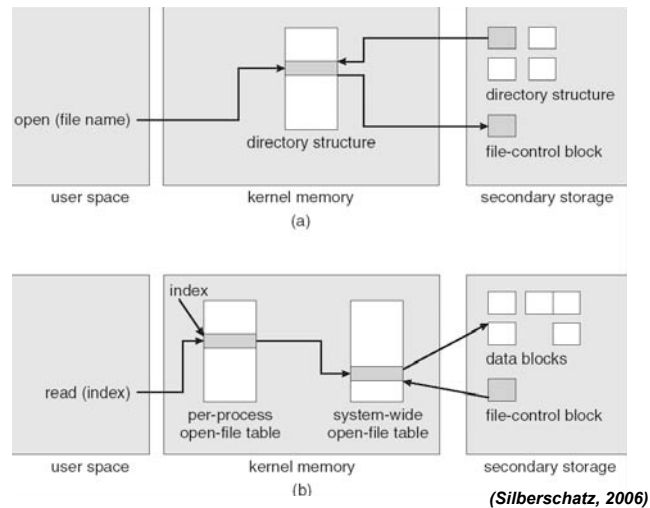 open (file name)
directory structure
directory structure
file-control block
user space
kernel memory
secondary storage
(a)
index
read (index)
per-process
open-file table
system-wide
open-file table
data blocks
file-control block
user space
kernel memory
secondary storage
(b)
(Silberschatz, 2006)